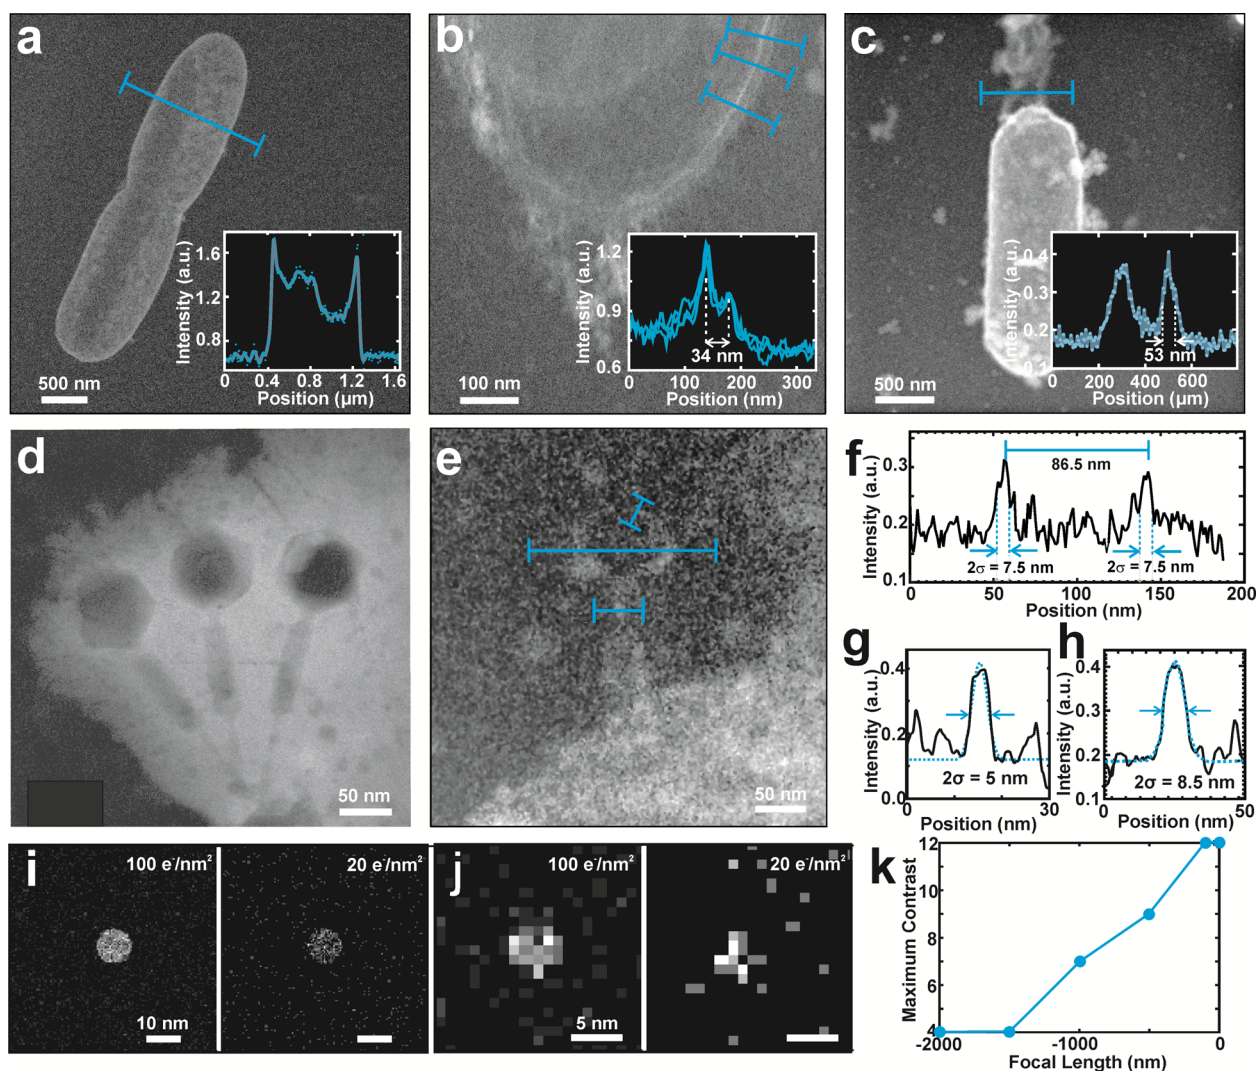 a
Intensity (a.u.)
1.6
1.2
0.8
0
0.4
0.8
1.2
1.6
Position (µm)
500 nm
b
Intensity (a.u.)
1.2
0.9
0.6
34 nm
0
100
200
300
Position (nm)
100 nm
c
Intensity (a.u.)
0.4
0.3
0.2
0.1
53 nm
0
200
400
600
Position (µm)
500 nm
d
50 nm
e
50 nm
f
Intensity (a.u.)
0.3
0.2
0.1
86.5 nm
2σ = 7.5 nm
2σ = 7.5 nm
0
50
100
150
200
Position (nm)
g
Intensity (a.u.)
0.4
0.2
0.0
2σ = 5 nm
0
30
Position (nm)
h
Intensity (a.u.)
0.4
0.3
0.2
0.1
2σ = 8.5 nm
0
50
Position (nm)
i
100 e⁻/nm²
10 nm
20 e⁻/nm²
j
100 e⁻/nm²
5 nm
20 e⁻/nm²
k
Maximum Contrast
12
10
8
6
4
-2000
-1000
0
Focal Length (nm)